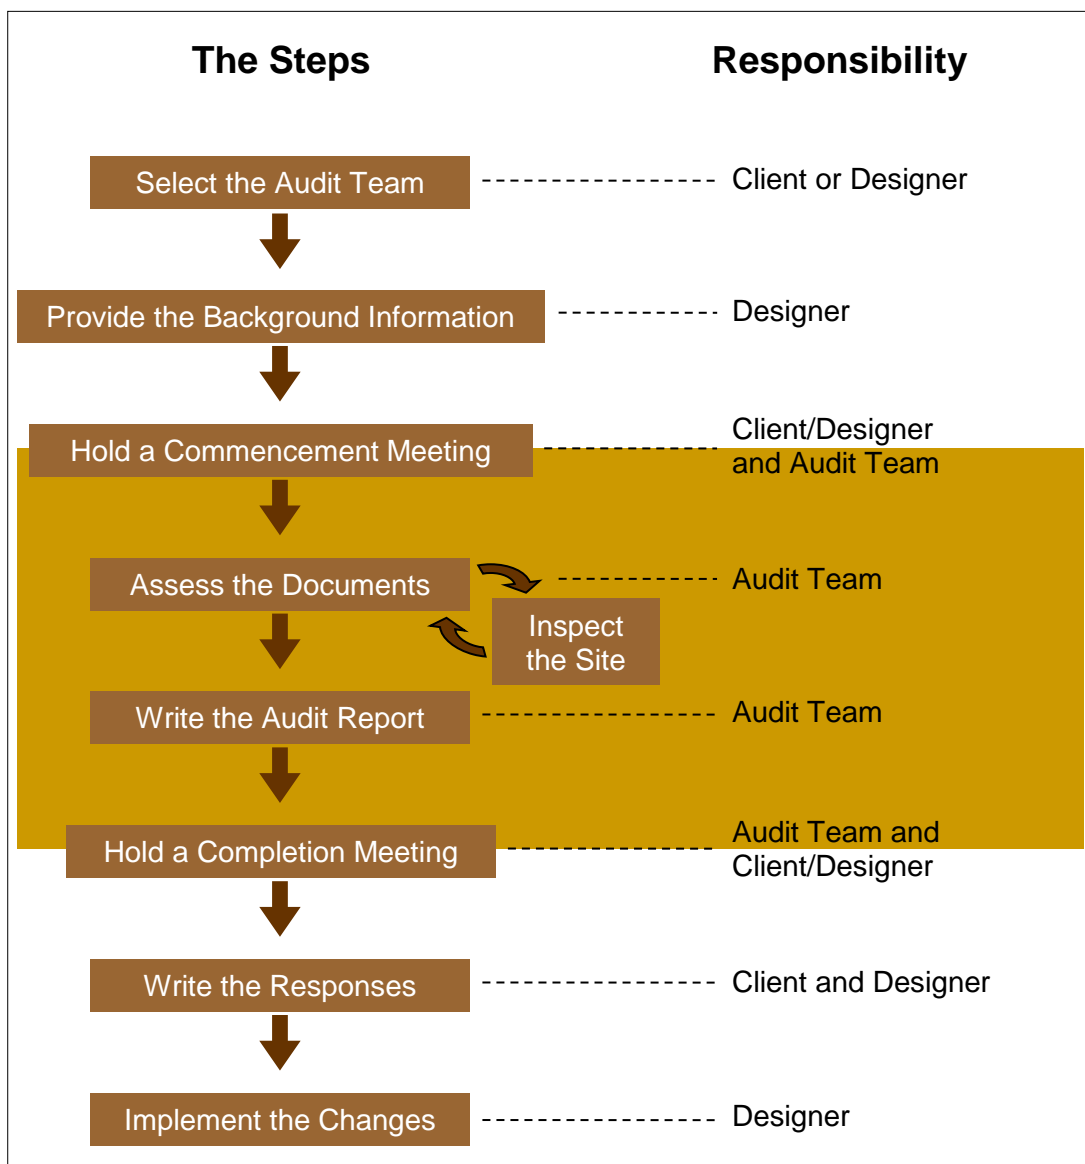 The Steps
Responsibility
Select the Audit Team
Client or Designer
Provide the Background Information
Designer
Hold a Commencement Meeting
Client/Designer
and Audit Team
Assess the Documents
Audit Team
Inspect
the Site
Write the Audit Report
Audit Team
Hold a Completion Meeting
Audit Team and
Client/Designer
Write the Responses
Client and Designer
Implement the Changes
Designer